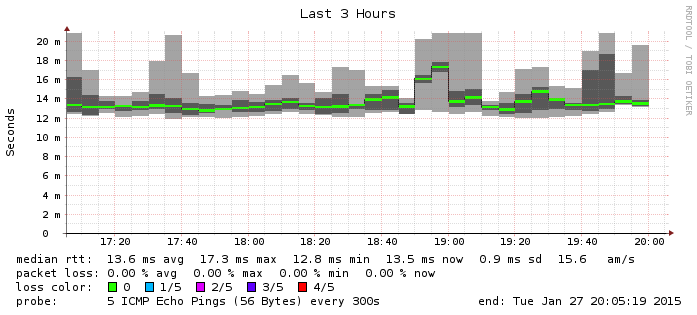 Last 3 Hours
RRDTOOL / TOBI OETIKER
Seconds
20 m
18 m
16 m
14 m
12 m
10 m
8 m
6 m
4 m
2 m
0
17:20 17:40 18:00 18:20 18:40 19:00 19:20 19:40 20:00
median rtt: 13.6 ms avg 17.3 ms max 12.8 ms min 13.5 ms now 0.9 ms sd 15.6 am/s
packet loss: 0.00 % avg 0.00 % max 0.00 % min 0.00 % now
loss color: 0 1/5 2/5 3/5 4/5
probe: 5 ICMP Echo Pings (56 Bytes) every 300s end: Tue Jan 27 20:05:19 2015